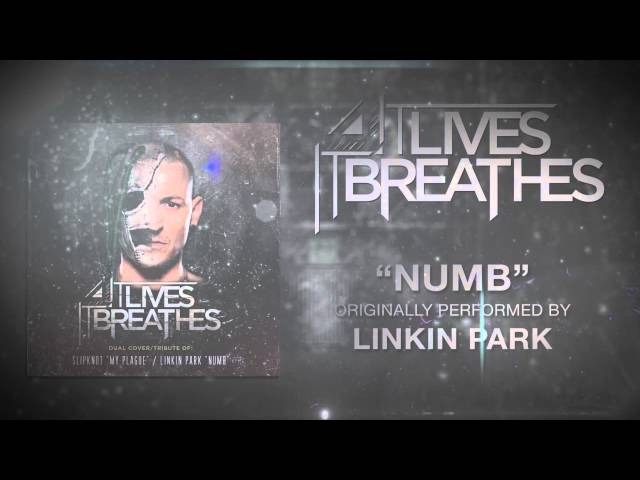 IT LIVES
IT BREATHES
DUAL COVER/TRIBUTE OF:
SLIPKNOT "MY PLAGUE" / LINKIN PARK "NUMB"
IT LIVES
IT BREATHES
“NUMB”
ORIGINALLY PERFORMED BY
LINKIN PARK